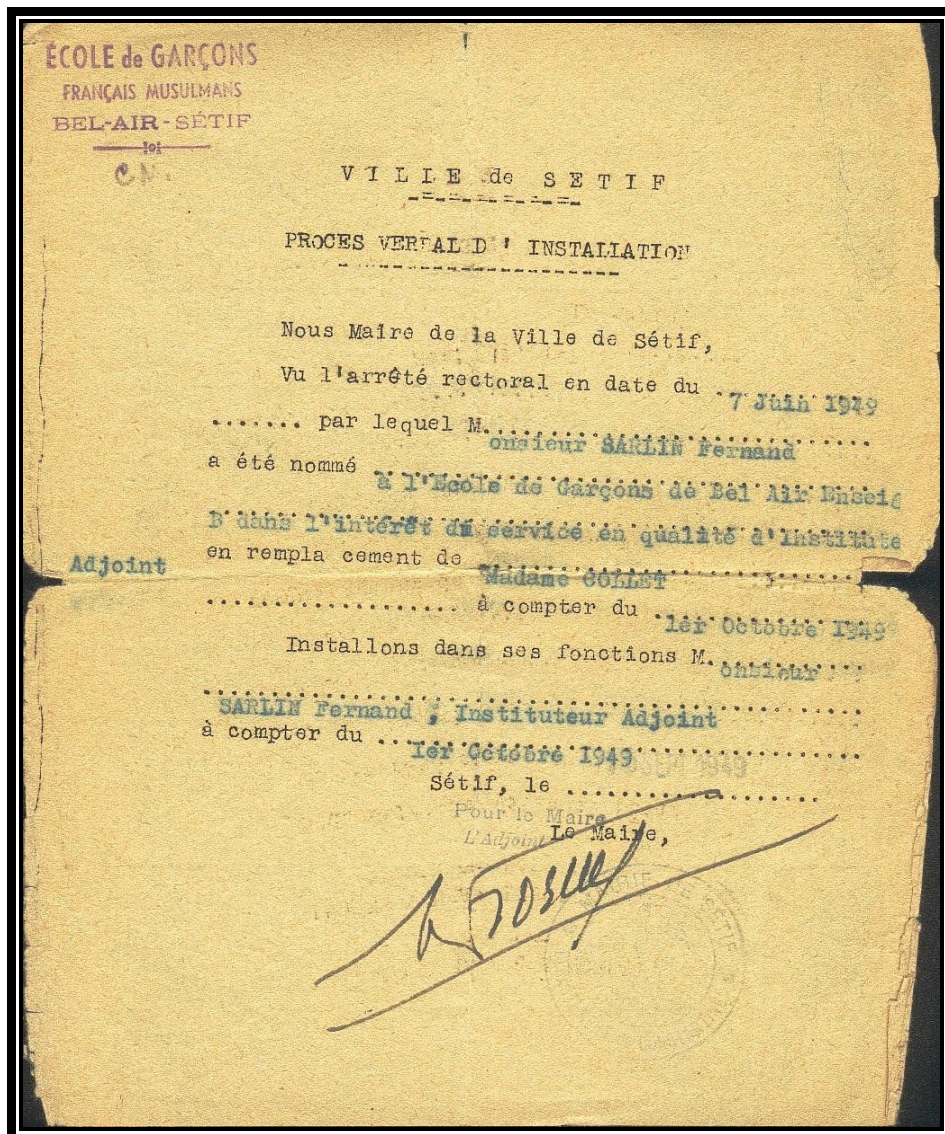 ÉCOLE de GARÇONS
FRANÇAIS MUSULMANS
BEL-AIR-SÉTIF
C.N.
VILLE de SETIF
PROCES VERBAL D' INSTALLATION
Nous Maire de la Ville de Sétif,
Vu l'arrêté rectoral en date du 7 Juin 1949
....... par lequel M.onsieur SARLIN Fernand
a été nommé à l'Ecole de Garçons de Bel Air Enseig
B dans l'intérêt du service en qualité d'Institute
Adjoint
en rempla cement de Madame COLLET
................... à compter du 1er Octobre 1949
Installons dans ses fonctions M.onsieur
SARLIN Fernand , Instituteur Adjoint
à compter du 1er Octobre 1949
Sétif, le ...................
1949
Pour le Maire
L'Adjoint
Le Maire,
MAIRIE DE SÉTIF